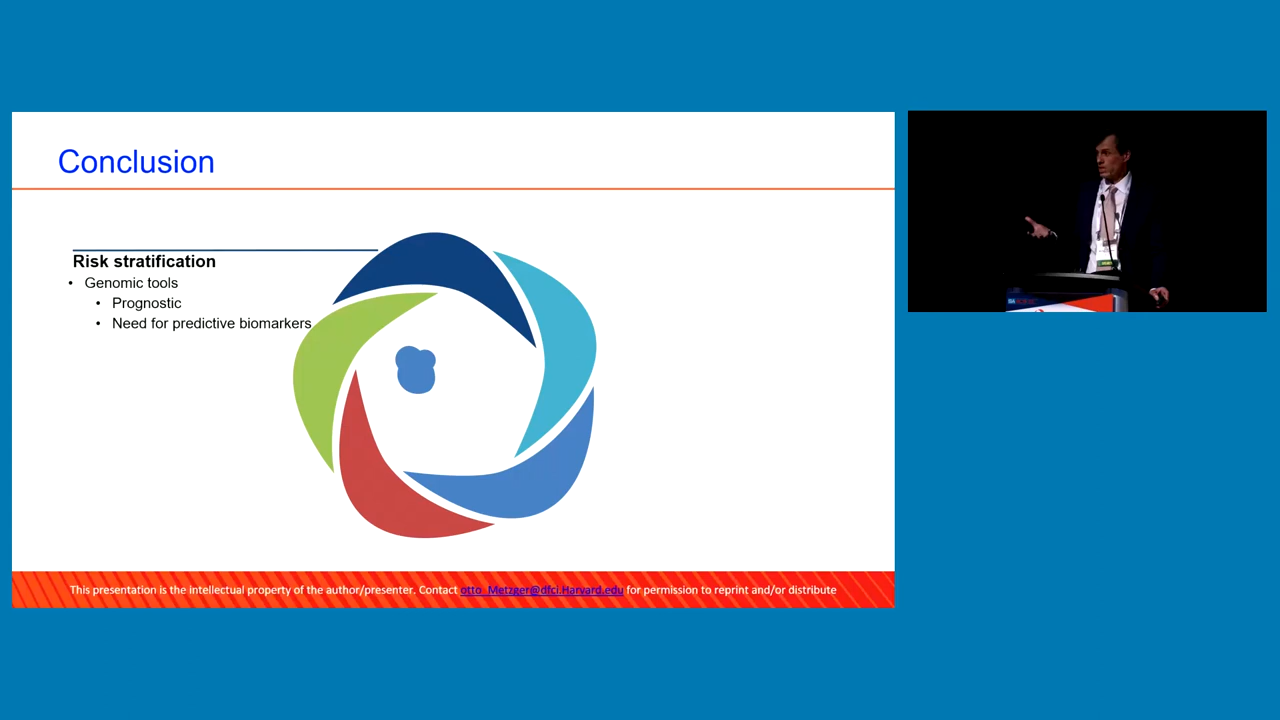 Conclusion
Risk stratification
• Genomic tools
• Prognostic
• Need for predictive biomarkers
This presentation is the intellectual property of the author/presenter. Contact otto_Metzger@dfci.Harvard.edu for permission to reprint and/or distribute